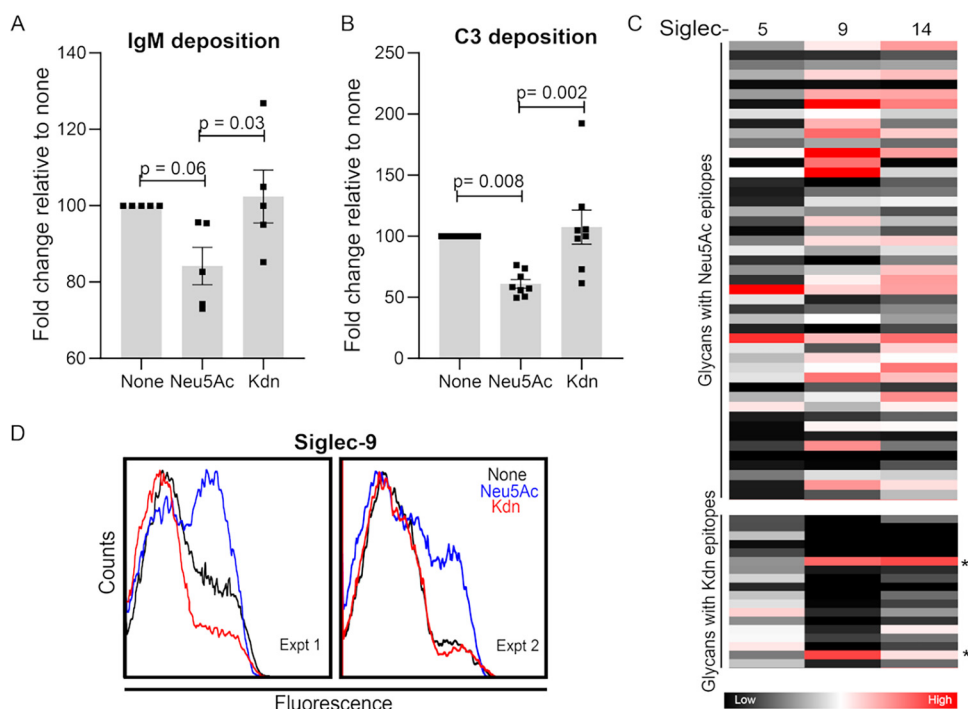 A
IgM deposition
Fold change relative to none
140
120
100
80
60
p = 0.06
p = 0.03
None Neu5Ac Kdn
B
C3 deposition
Fold change relative to none
250
200
150
100
50
0
p= 0.008
p = 0.002
None Neu5Ac Kdn
C
Siglec- 5 9 14
Glycans with Neu5Ac epitopes
Glycans with Kdn epitopes
*
*
Low High
D
Siglec-9
Counts
Expt 1
None
Neu5Ac
Kdn
Expt 2
Fluorescence